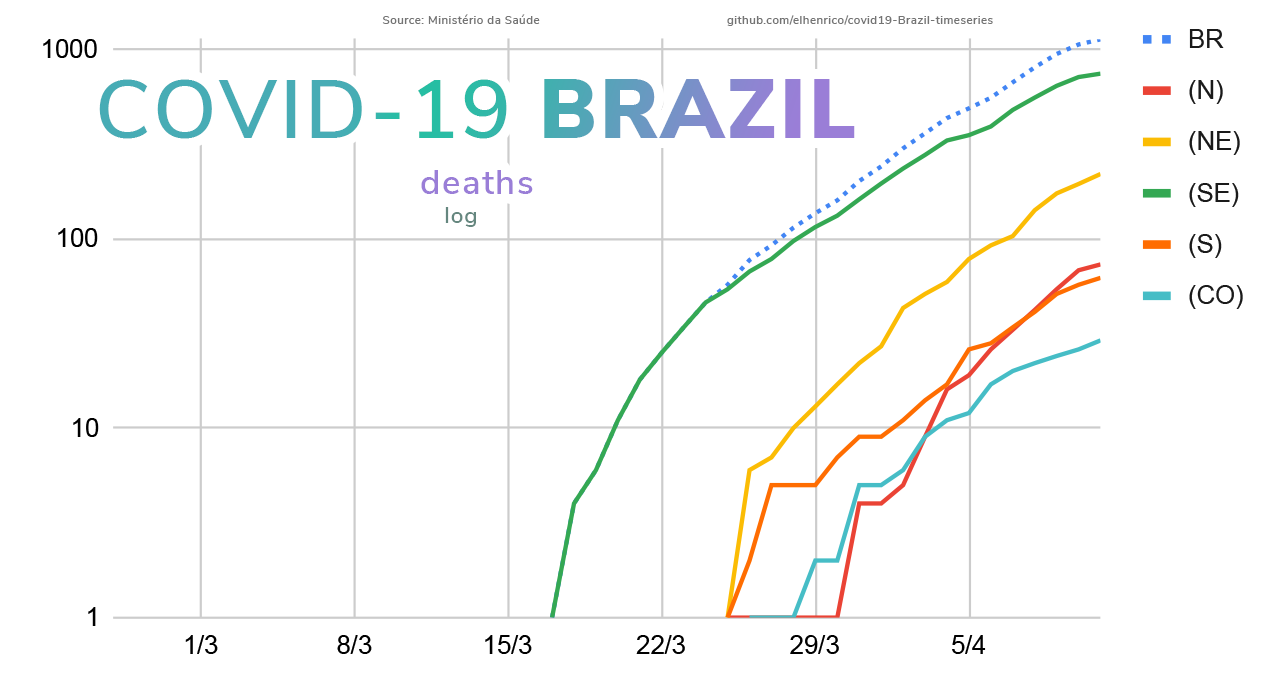 Source: Ministério da Saúde
github.com/elhenrico/covid19-Brazil-timeseries
COVID-19 BRAZIL
deaths
log
1000
100
10
1
1/3
8/3
15/3
22/3
29/3
5/4
BR
(N)
(NE)
(SE)
(S)
(CO)